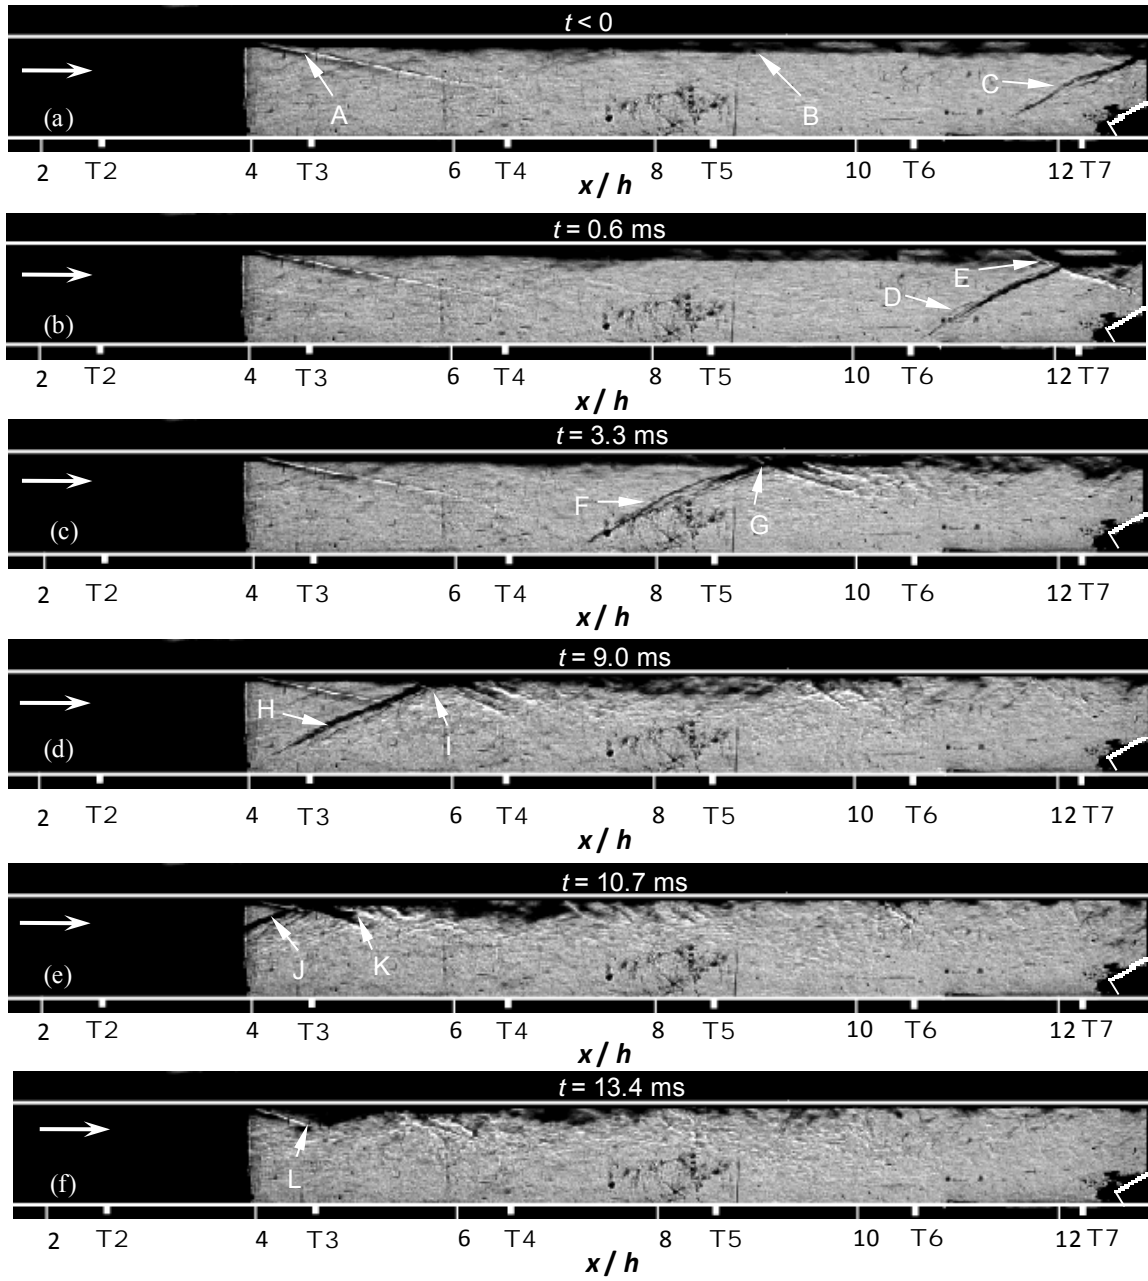 t < 0
A B C
(a)
2 T2 4 T3 6 T4 8 T5 10 T6 12 T7
x / h
t = 0.6 ms
E
D
(b)
2 T2 4 T3 6 T4 8 T5 10 T6 12 T7
x / h
t = 3.3 ms
F
G
(c)
2 T2 4 T3 6 T4 8 T5 10 T6 12 T7
x / h
t = 9.0 ms
H
I
(d)
2 T2 4 T3 6 T4 8 T5 10 T6 12 T7
x / h
t = 10.7 ms
J K
(e)
2 T2 4 T3 6 T4 8 T5 10 T6 12 T7
x / h
t = 13.4 ms
L
(f)
2 T2 4 T3 6 T4 8 T5 10 T6 12 T7
x / h